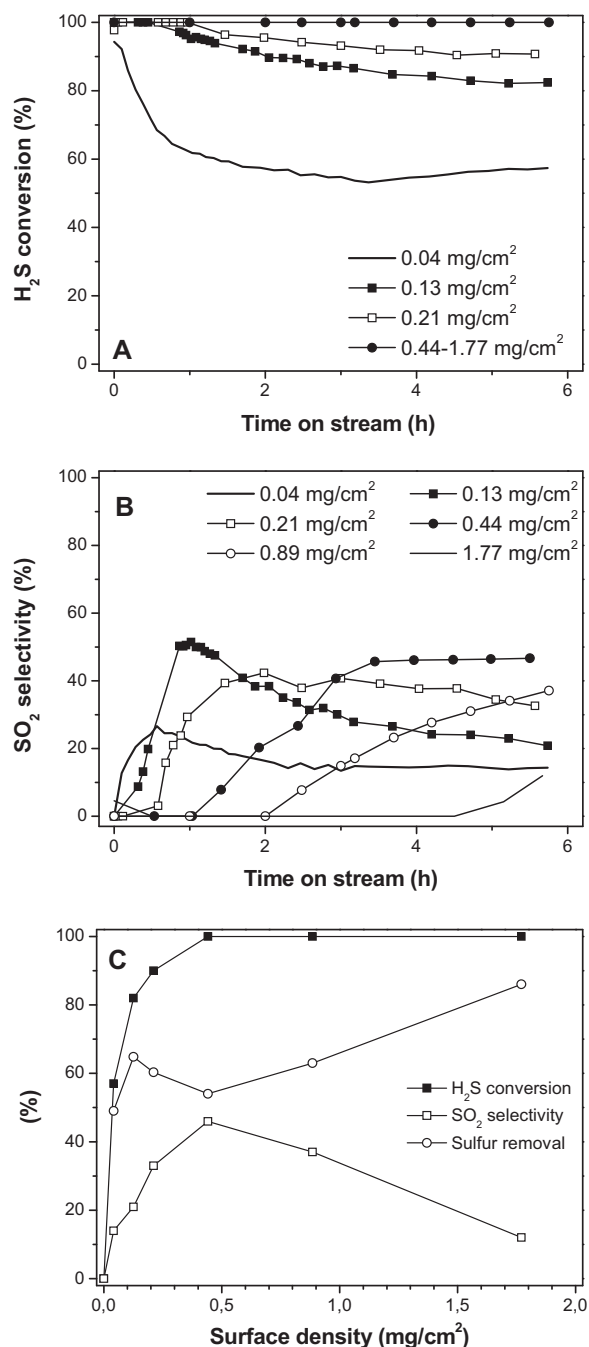 100
80
60
40
20
0
H₂S conversion (%)
0.04 mg/cm²
0.13 mg/cm²
0.21 mg/cm²
0.44-1.77 mg/cm²
A
0 2 4 6
Time on stream (h)
100
80
60
40
20
0
SO₂ selectivity (%)
B
0.04 mg/cm² 0.13 mg/cm²
0.21 mg/cm² 0.44 mg/cm²
0.89 mg/cm² 1.77 mg/cm²
0 2 4 6
Time on stream (h)
100
80
60
40
20
0
(%)
C
H₂S conversion
SO₂ selectivity
Sulfur removal
0,0 0,5 1,0 1,5 2,0
Surface density (mg/cm²)